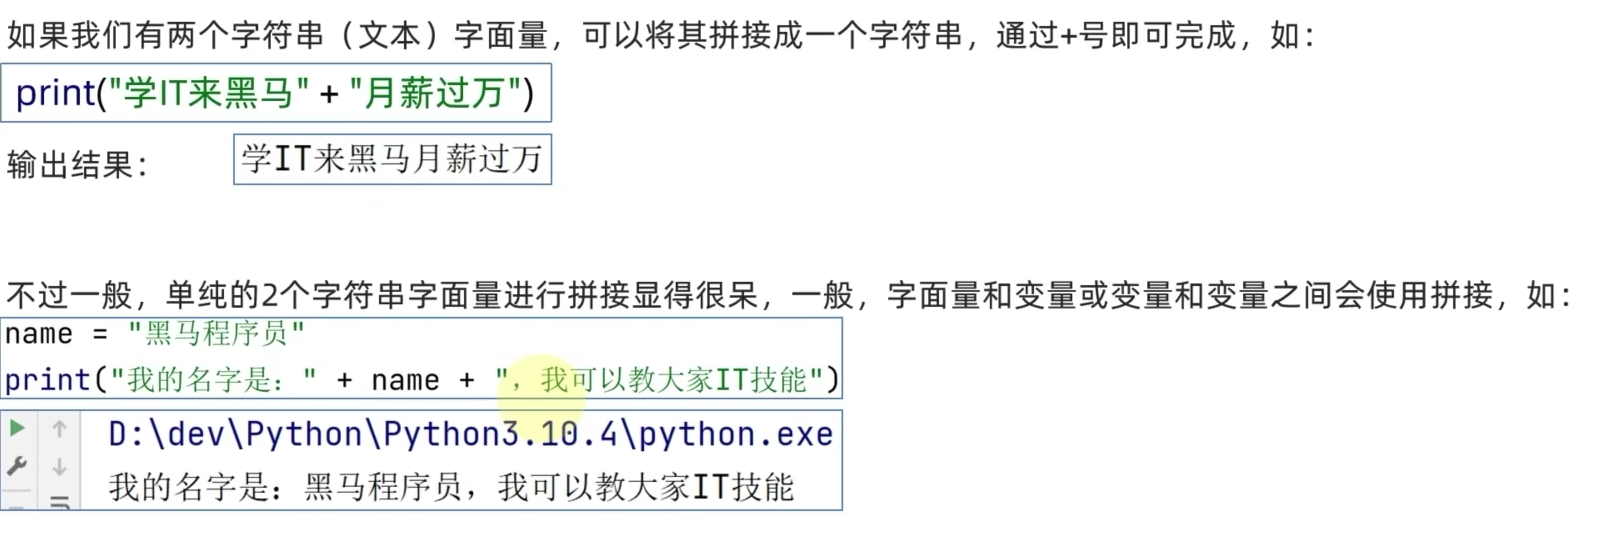 如果我们有两个字符串（文本）字面量，可以将其拼接成一个字符串，通过+号即可完成，如：
print("学IT来黑马" + "月薪过万")
输出结果：	学IT来黑马月薪过万
不过一般，单纯的2个字符串字面量进行拼接显得很呆，一般，字面量和变量或变量和变量之间会使用拼接，如：
name = "黑马程序员"
print("我的名字是：" + name + "，我可以教大家IT技能")
D:\dev\Python\Python3.10.4\python.exe
我的名字是：黑马程序员，我可以教大家IT技能